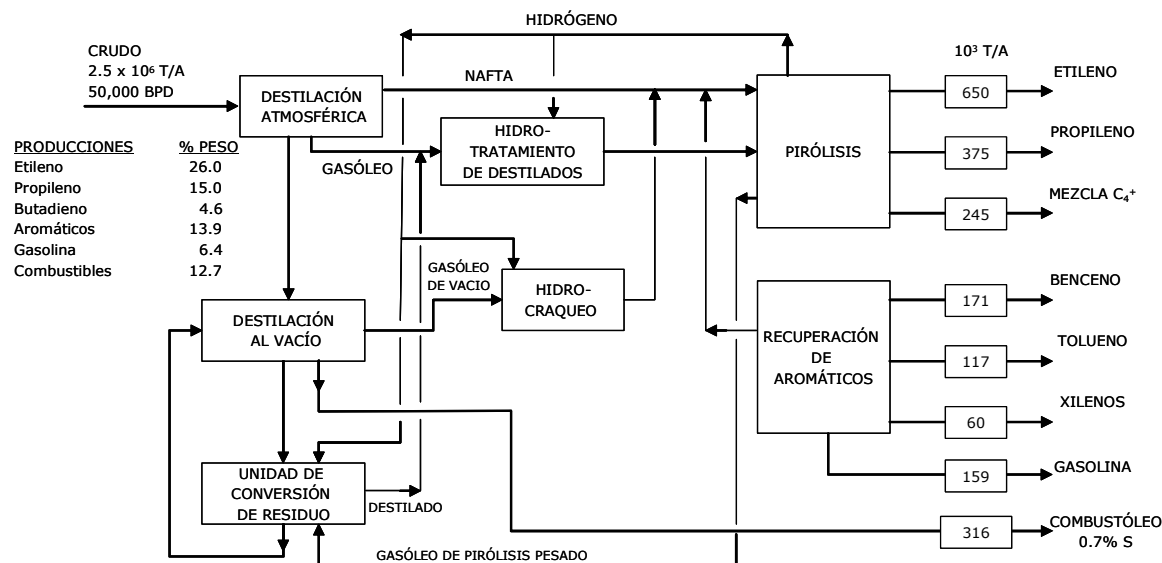 HIDRÓGENO
CRUDO
2.5 x 10⁶ T/A
50,000 BPD
NAFTA
10³ T/A
DESTILACIÓN
ATMOSFÉRICA
650
ETILENO
PRODUCCIONES % PESO
Etileno 26.0
Propileno 15.0
Butadieno 4.6
Aromáticos 13.9
Gasolina 6.4
Combustibles 12.7
GASÓLEO
HIDRO-
TRATAMIENTO
DE DESTILADOS
PIRÓLISIS
375
PROPILENO
245
MEZCLA C₄⁺
GASÓLEO
DE VACIO
HIDRO-
CRAQUEO
DESTILACIÓN
AL VACÍO
RECUPERACIÓN
DE
AROMÁTICOS
171
BENCENO
117
TOLUENO
60
XILENOS
159
GASOLINA
UNIDAD DE
CONVERSIÓN
DE RESIDUO
DESTILADO
316
COMBUSTÓLEO
0.7% S
GASÓLEO DE PIRÓLISIS PESADO